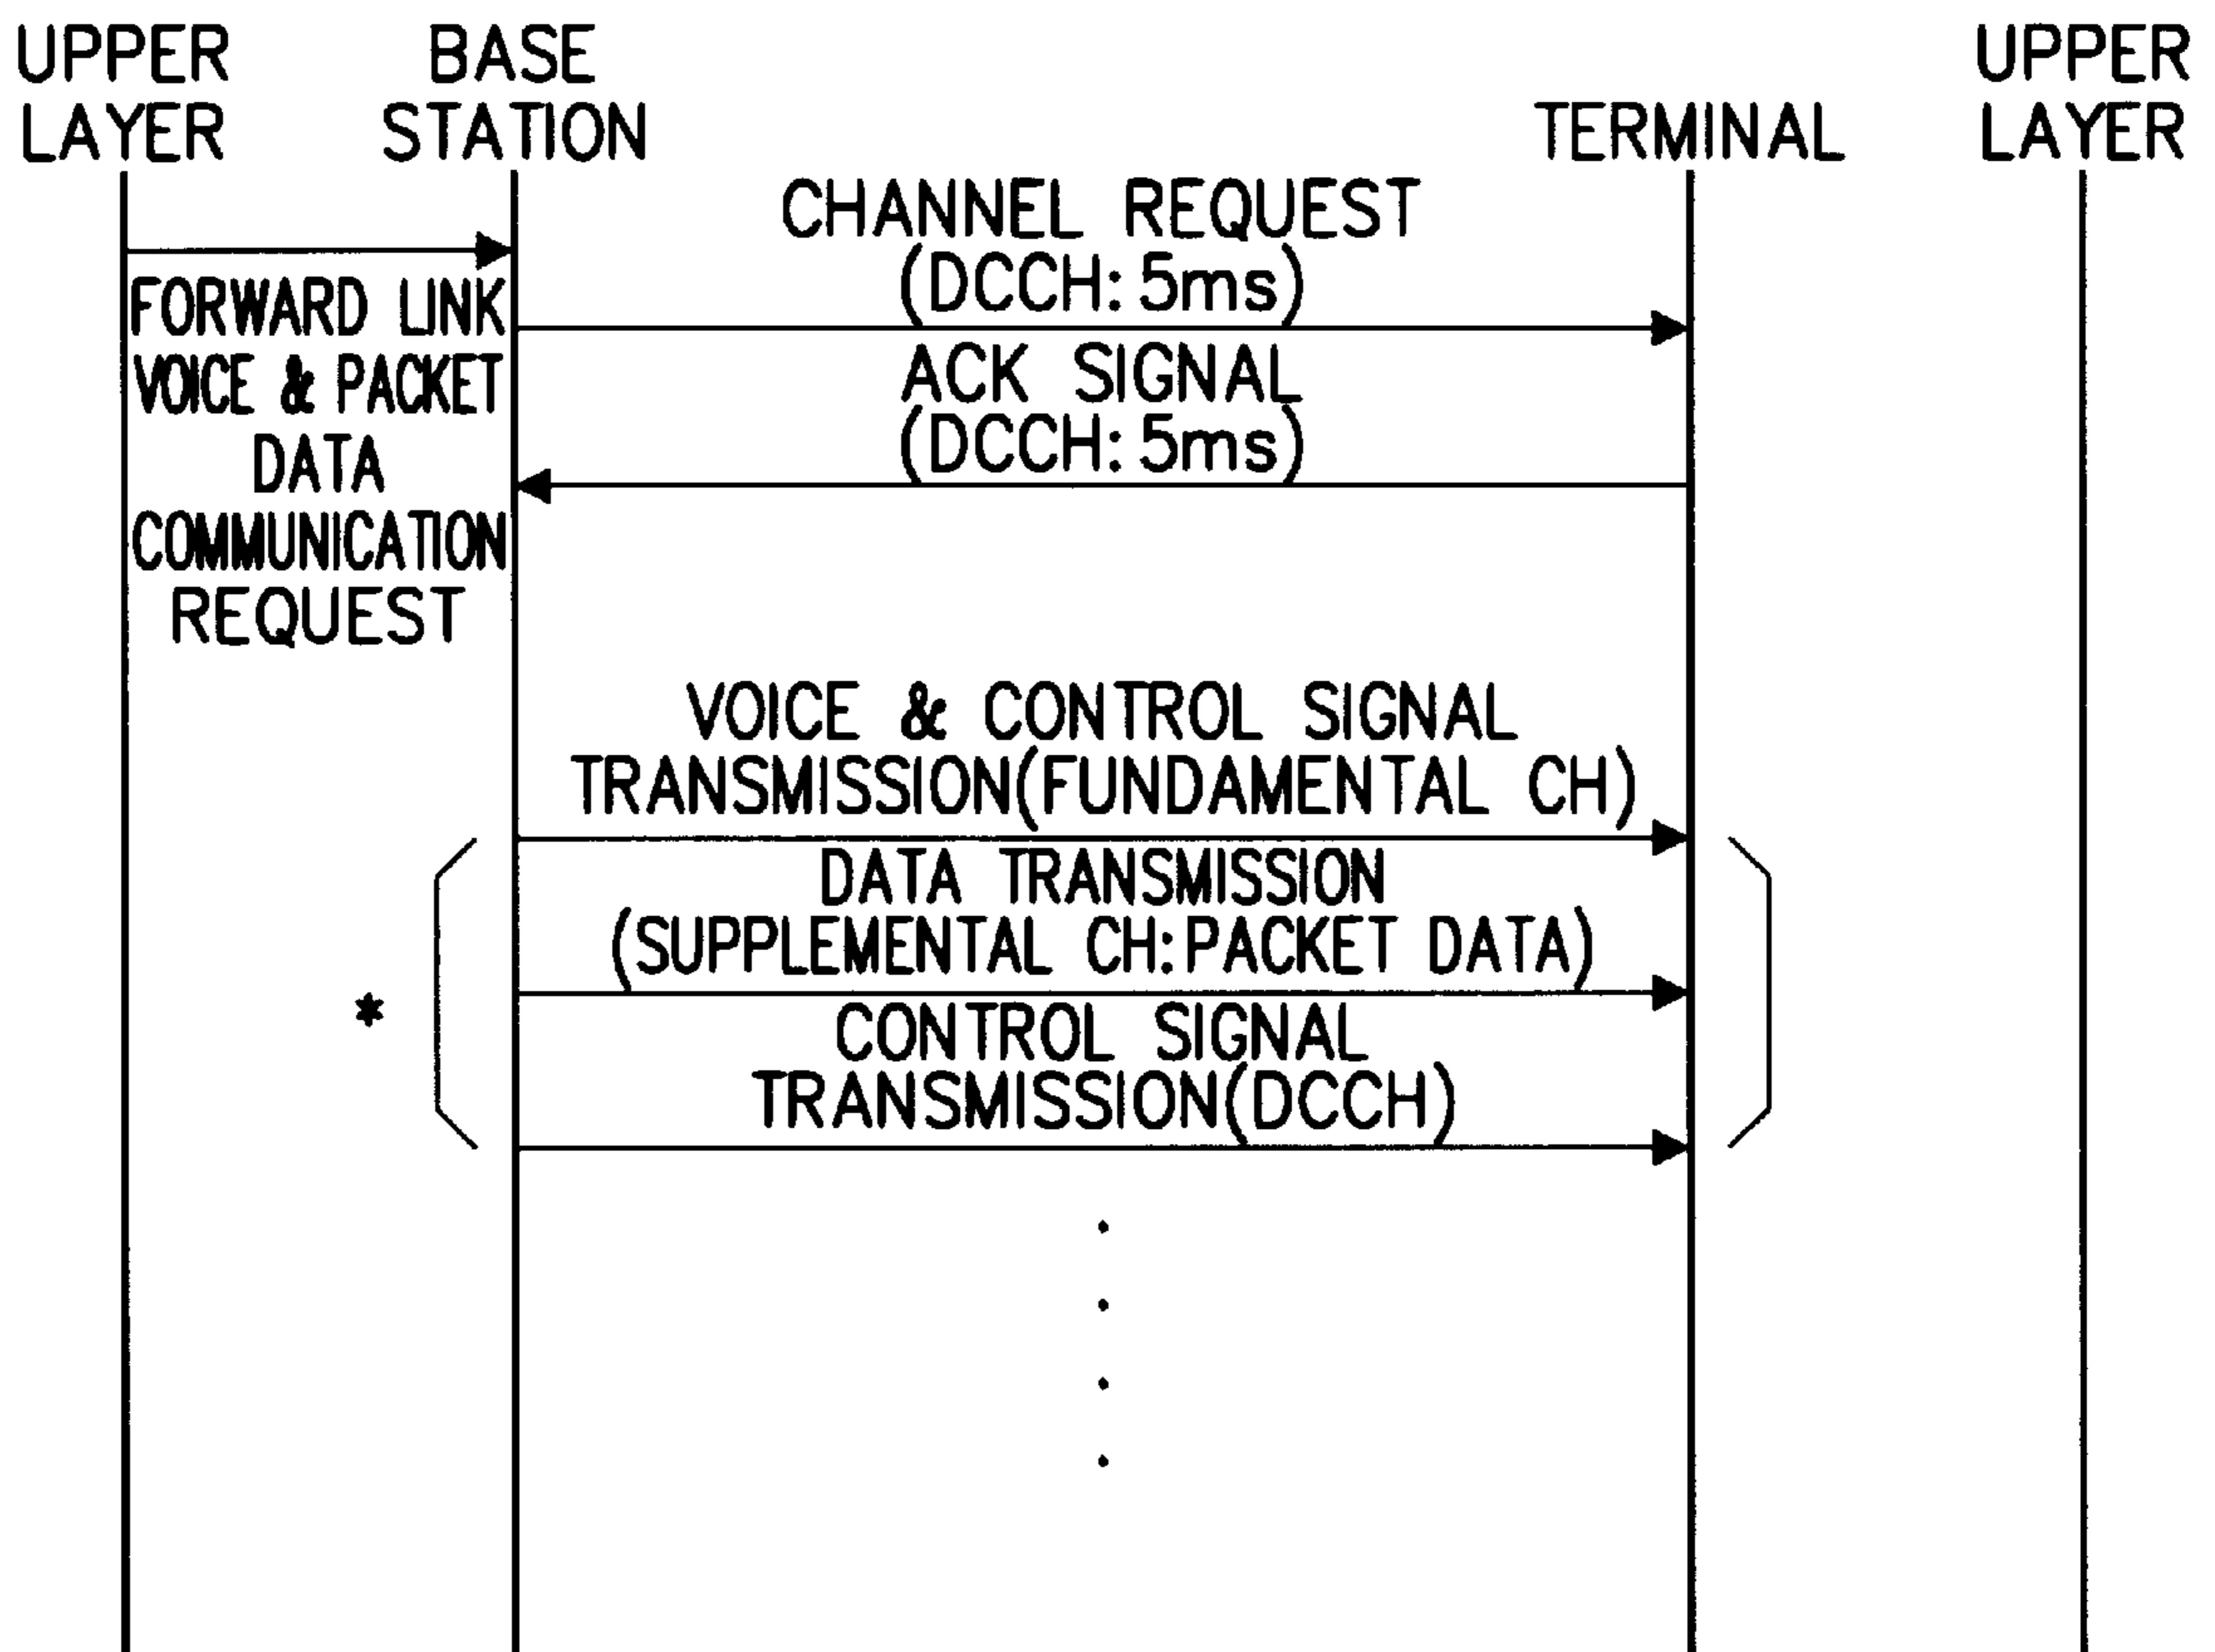 UPPER
LAYER
BASE
STATION
TERMINAL
UPPER
LAYER
CHANNEL REQUEST
(DCCH: 5ms)
FORWARD LINK
VOICE & PACKET
DATA
COMMUNICATION
REQUEST
ACK SIGNAL
(DCCH: 5ms)
VOICE & CONTROL SIGNAL
TRANSMISSION(FUNDAMENTAL CH)
DATA TRANSMISSION
(SUPPLEMENTAL CH:PACKET DATA)
*
CONTROL SIGNAL
TRANSMISSION(DCCH)